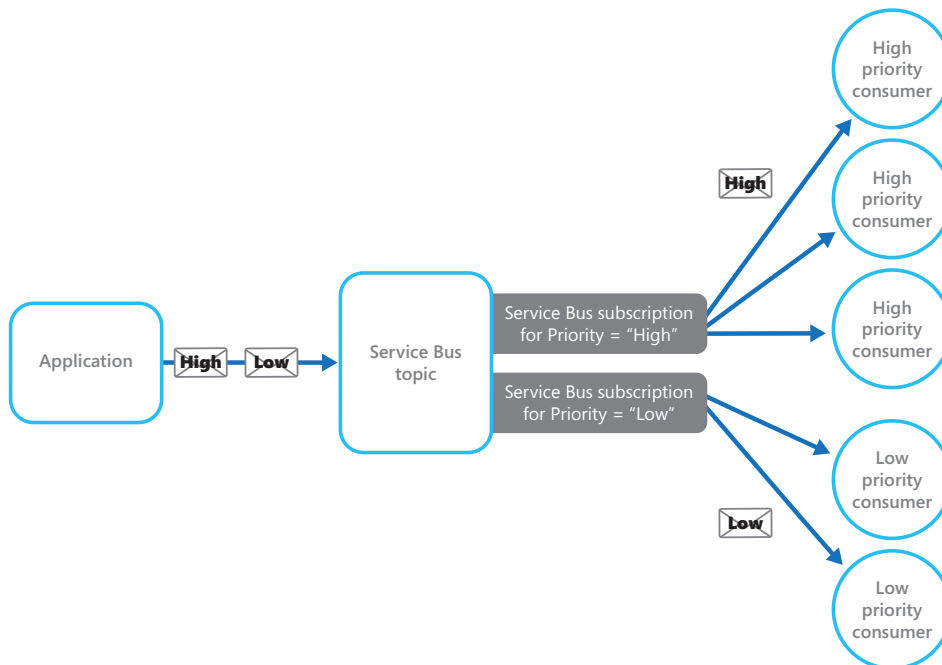 High
priority
consumer
High
High
priority
consumer
Service Bus subscription
for Priority = “High”
High
priority
consumer
Application
High
Low
Service Bus
topic
Service Bus subscription
for Priority = “Low”
Low
priority
consumer
Low
Low
priority
consumer